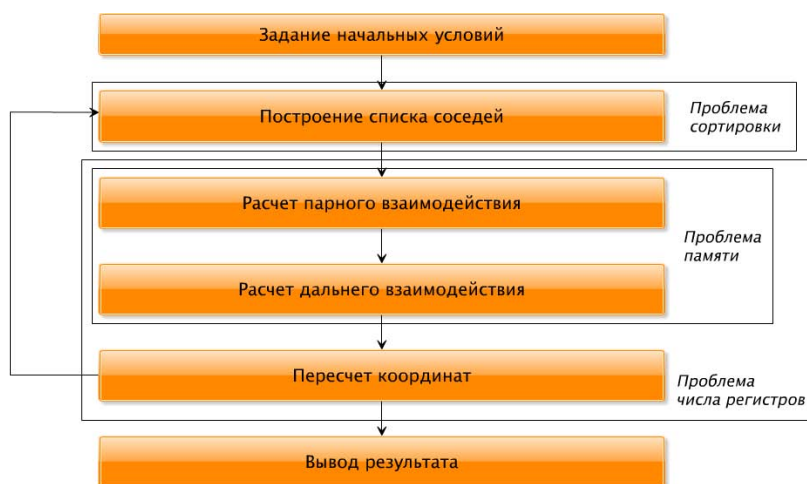 Задание начальных условий
Построение списка соседей
Проблема
сортировки
Расчет парного взаимодействия
Проблема
памяти
Расчет дальнего взаимодействия
Пересчет координат
Проблема
числа регистров
Вывод результата